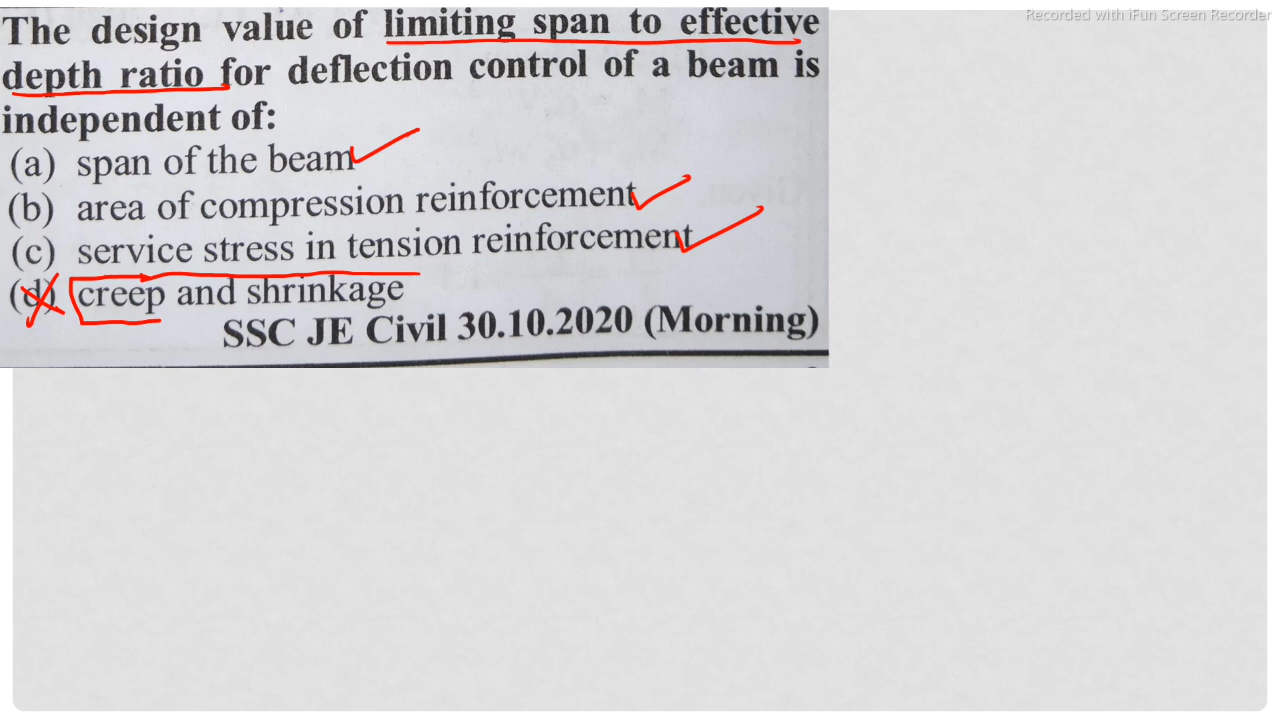 Recorded with iFun Screen Recorder
The design value of limiting span to effective
depth ratio for deflection control of a beam is
independent of:
(a) span of the beam
(b) area of compression reinforcement
(c) service stress in tension reinforcement
(d) creep and shrinkage
SSC JE Civil 30.10.2020 (Morning)